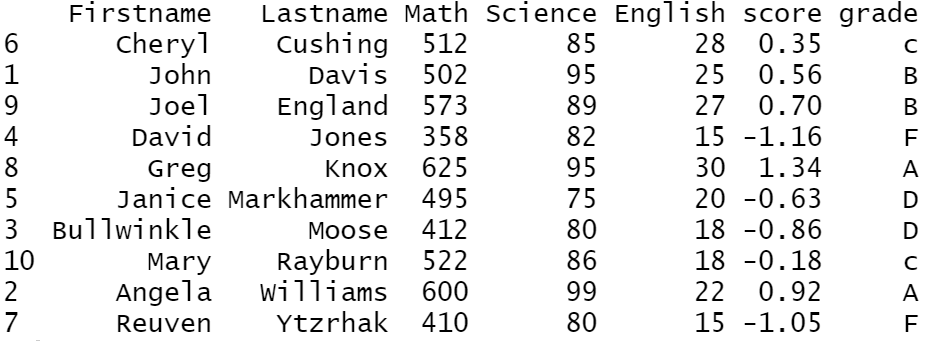 Firstname Lastname Math Science English score grade
6 Cheryl Cushing 512 85 28 0.35 C
1 John Davis 502 95 25 0.56 B
9 Joel England 573 89 27 0.70 B
4 David Jones 358 82 15 -1.16 F
8 Greg Knox 625 95 30 1.34 A
5 Janice Markhammer 495 75 20 -0.63 D
3 Bullwinkle Moose 412 80 18 -0.86 D
10 Mary Rayburn 522 86 18 -0.18 C
2 Angela Williams 600 99 22 0.92 A
7 Reuven Ytzrhak 410 80 15 -1.05 F